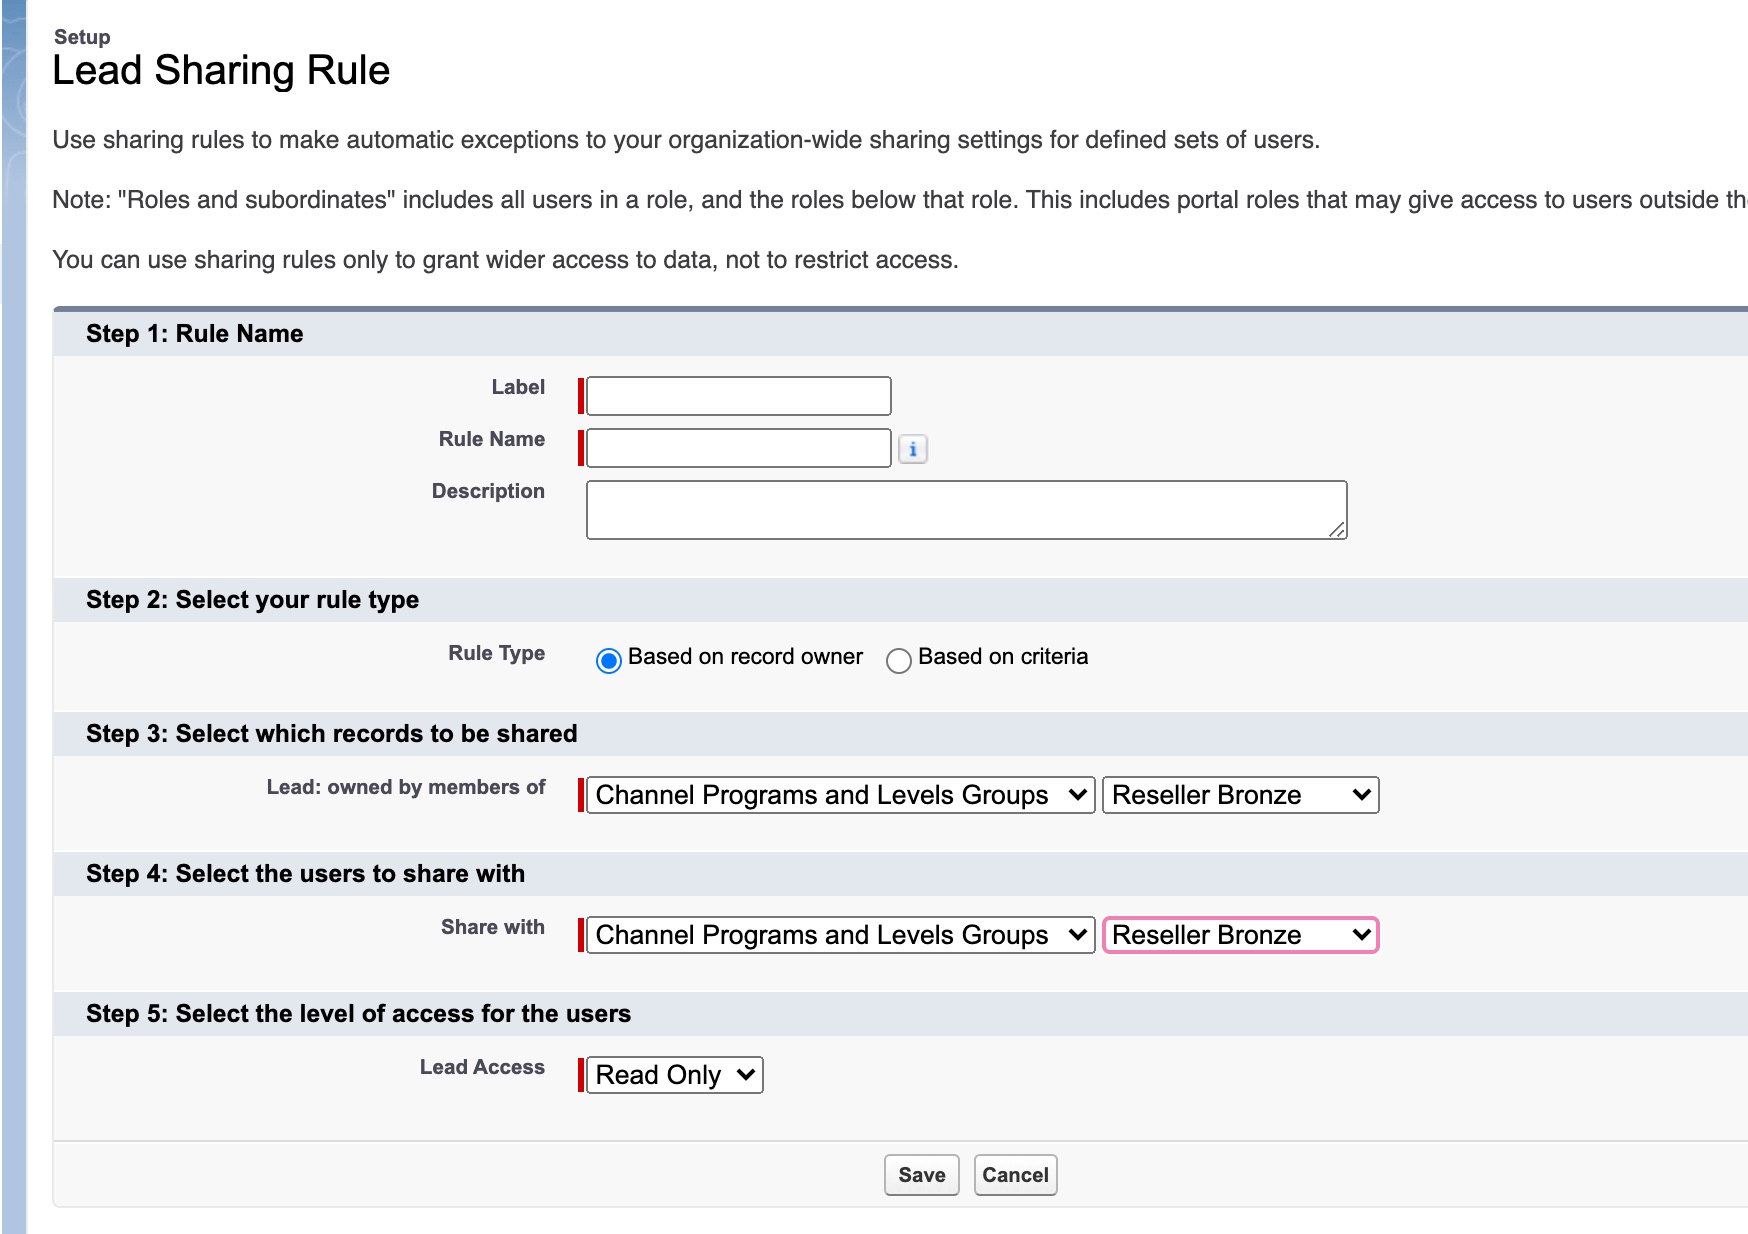 Setup
Lead Sharing Rule
Use sharing rules to make automatic exceptions to your organization-wide sharing settings for defined sets of users.
Note: "Roles and subordinates" includes all users in a role, and the roles below that role. This includes portal roles that may give access to users outside
You can use sharing rules only to grant wider access to data, not to restrict access.
Step 1: Rule Name
Label
Rule Name
i
Description
Step 2: Select your rule type
Rule Type Based on record owner Based on criteria
Step 3: Select which records to be shared
Lead: owned by members of Channel Programs and Levels Groups Reseller Bronze
Step 4: Select the users to share with
Share with Channel Programs and Levels Groups Reseller Bronze
Step 5: Select the level of access for the users
Lead Access Read Only
Save Cancel